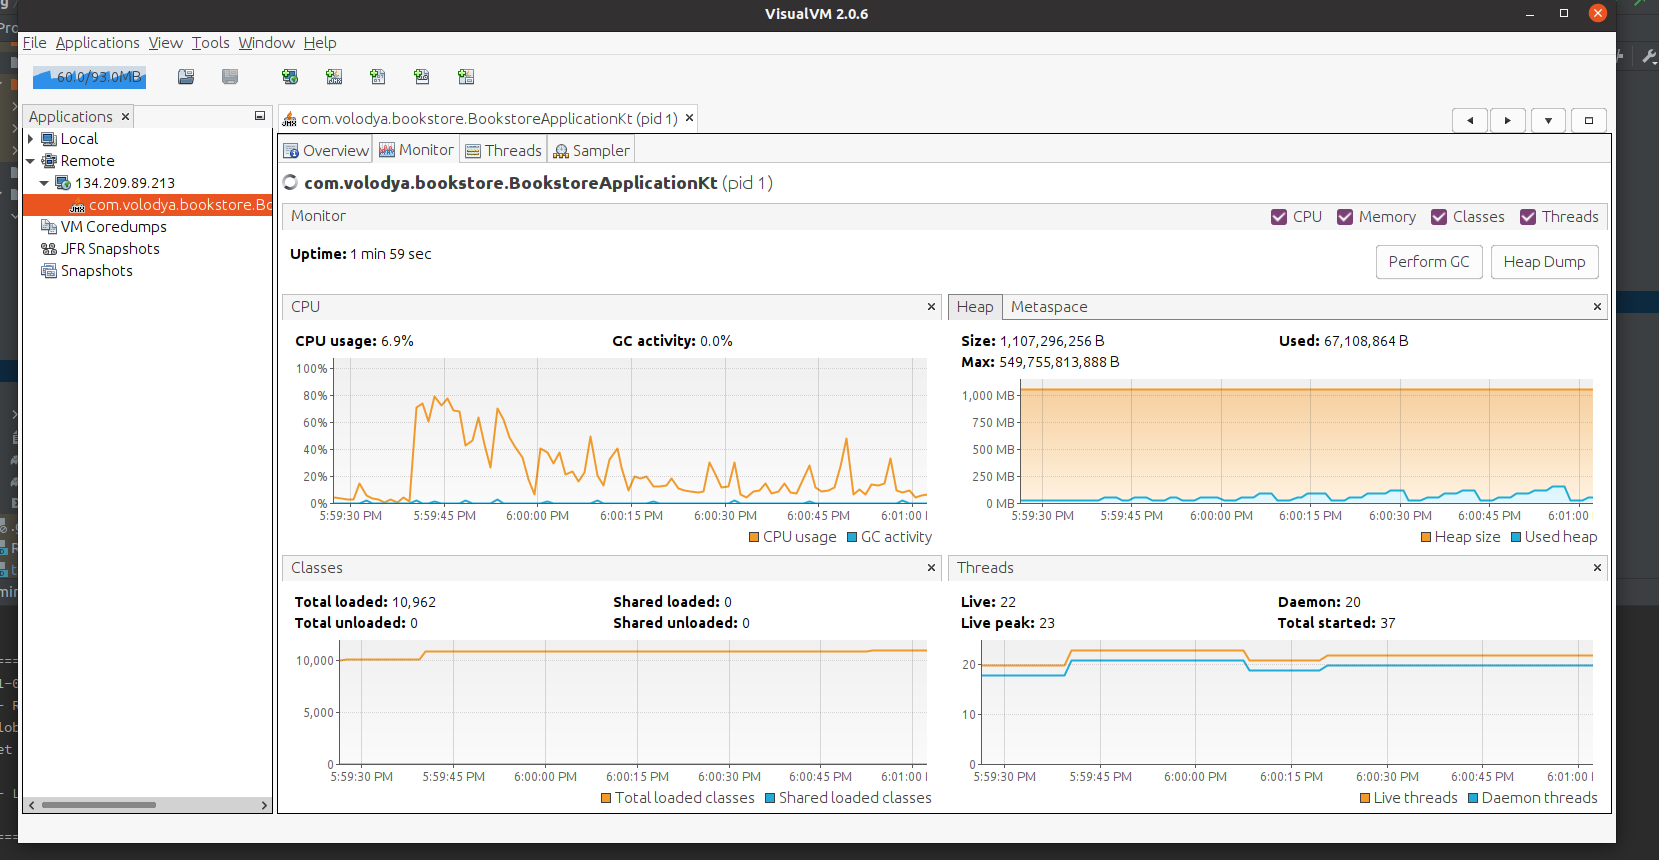 VisualVM 2.0.6
File Applications View Tools Window Help
60.0/93.0MB
Applications
com.volodya.bookstore.BookstoreApplicationKt (pid 1)
Local
Remote
134.209.89.213
com.volodya.bookstore.Bo
VM Coredumps
JFR Snapshots
Snapshots
Overview Monitor Threads Sampler
com.volodya.bookstore.BookstoreApplicationKt (pid 1)
Monitor CPU Memory Classes Threads
Uptime: 1 min 59 sec
Perform GC Heap Dump
CPU
CPU usage: 6.9% GC activity: 0.0%
100%
80%
60%
40%
20%
0%
5:59:30 PM 5:59:45 PM 6:00:00 PM 6:00:15 PM 6:00:30 PM 6:00:45 PM 6:01:00
CPU usage GC activity
Heap Metaspace
Size: 1,107,296,256 B Used: 67,108,864 B
Max: 549,755,813,888 B
1,000 MB
750 MB
500 MB
250 MB
0 MB
5:59:30 PM 5:59:45 PM 6:00:00 PM 6:00:15 PM 6:00:30 PM 6:00:45 PM 6:01:00
Heap size Used heap
Classes
Total loaded: 10,962 Shared loaded: 0
Total unloaded: 0 Shared unloaded: 0
10,000
5,000
0
5:59:30 PM 5:59:45 PM 6:00:00 PM 6:00:15 PM 6:00:30 PM 6:00:45 PM 6:01:00
Total loaded classes Shared loaded classes
Threads
Live: 22 Daemon: 20
Live peak: 23 Total started: 37
20
10
0
5:59:30 PM 5:59:45 PM 6:00:00 PM 6:00:15 PM 6:00:30 PM 6:00:45 PM 6:01:00
Live threads Daemon threads